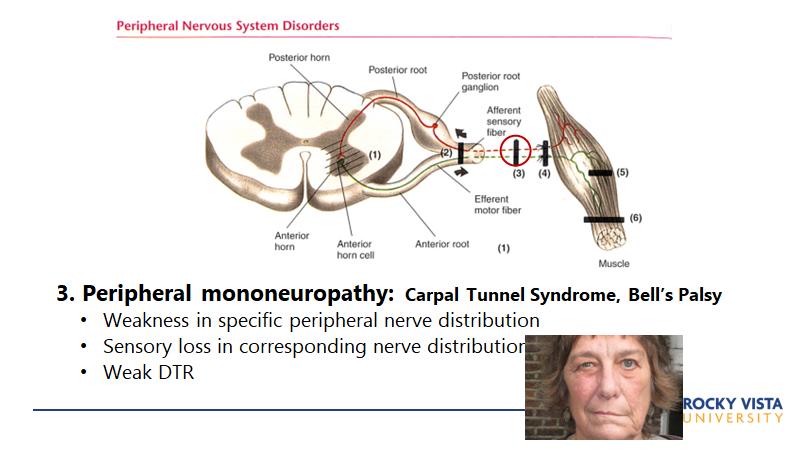 Peripheral Nervous System Disorders
Posterior horn
Posterior root
Posterior root
ganglion
Afferent
sensory
fiber
(1)
(2)
(3)
(4)
(5)
(6)
Efferent
motor fiber
Anterior
horn
Anterior
horn cell
Anterior root
(1)
Muscle
3. Peripheral mononeuropathy: Carpal Tunnel Syndrome, Bell's Palsy
• Weakness in specific peripheral nerve distribution
• Sensory loss in corresponding nerve distribution
• Weak DTR
ROCKY VISTA
UNIVERSITY